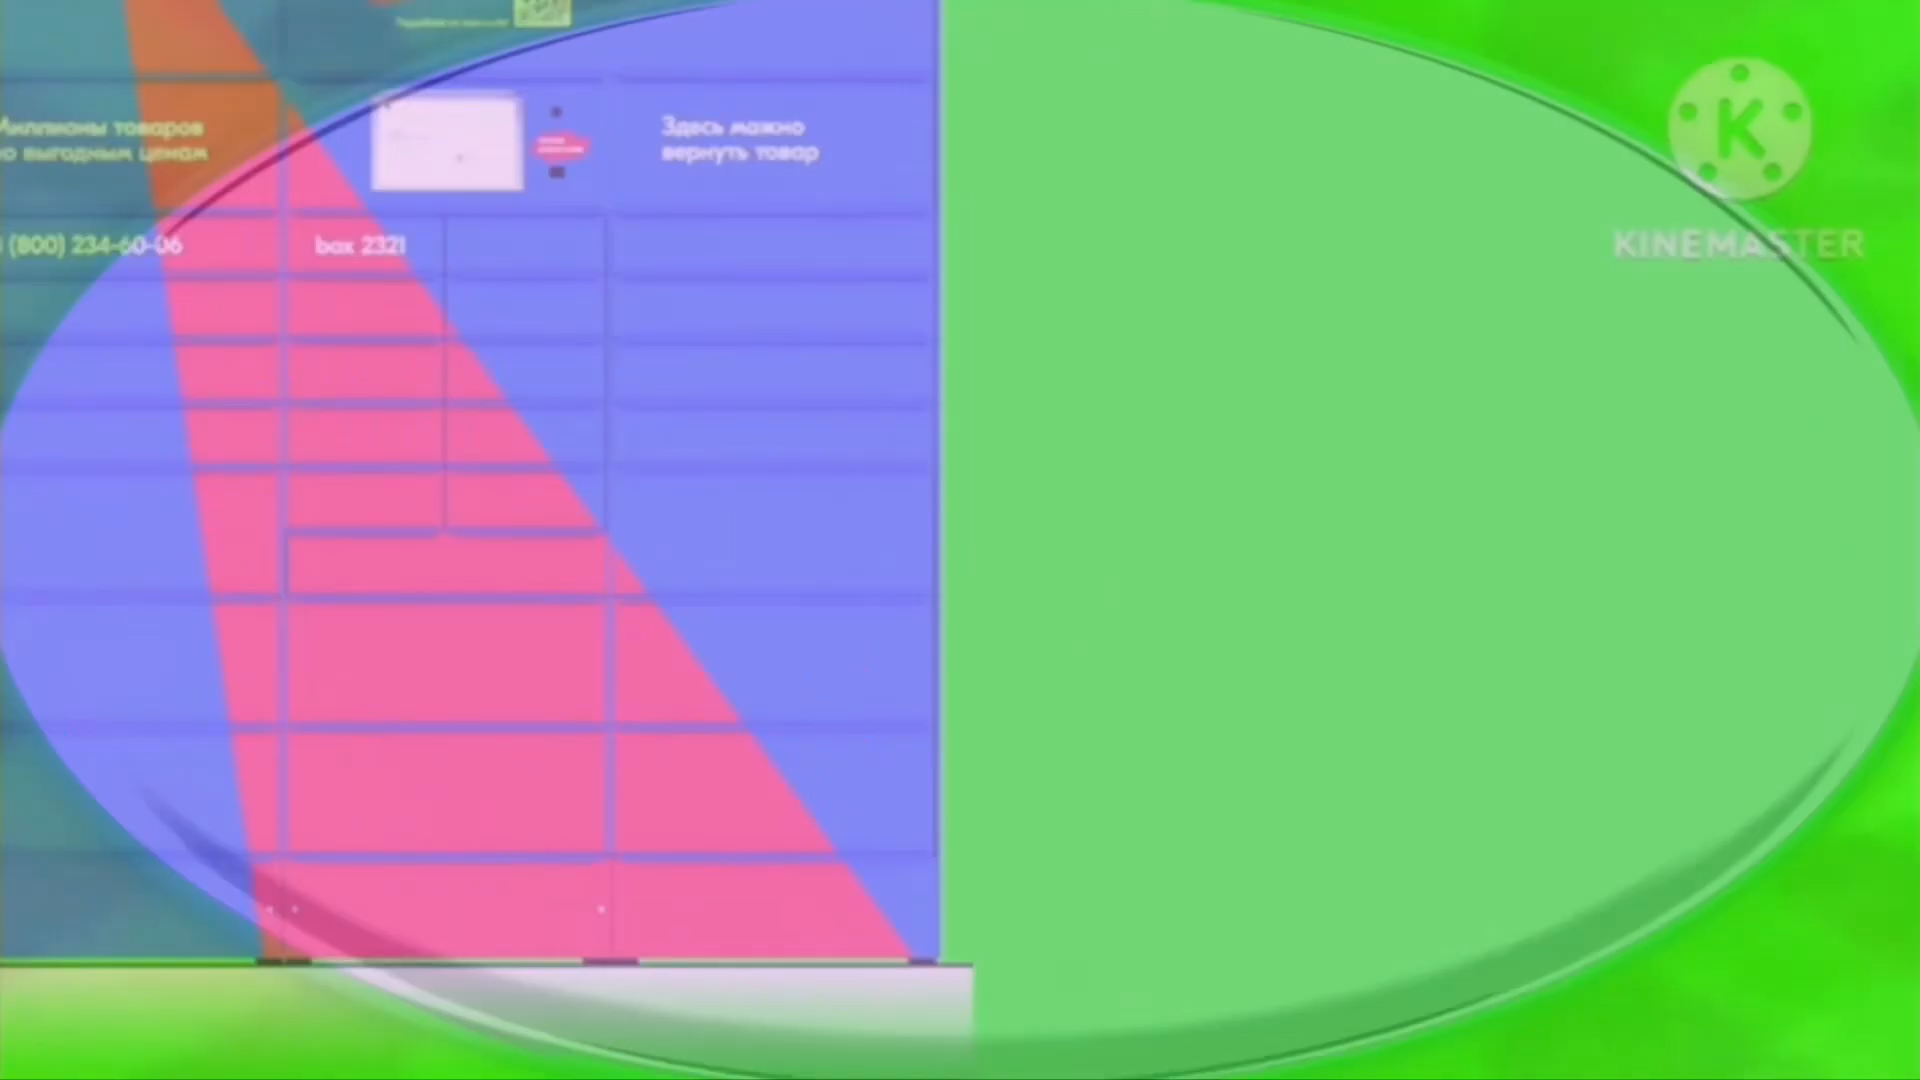 Миллионы товаров
по выгодным ценам
Здесь можно
вернуть товар
(800) 234-60-06
box 2321
K
KINEMASTER